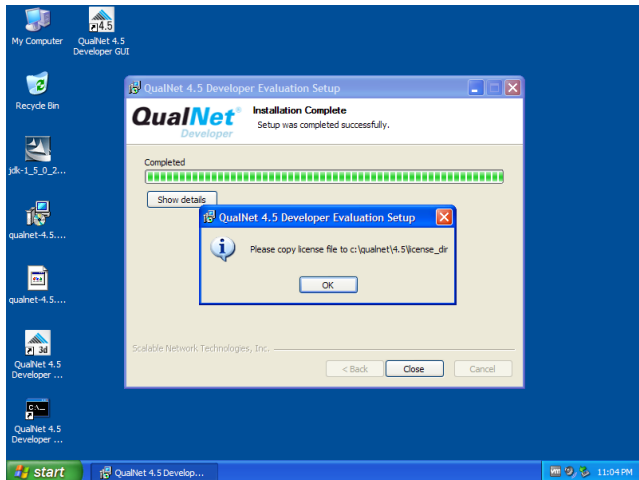 My Computer
4.5
QualNet 4.5
Developer GUI
Recycle Bin
jdk-1_5_0_2...
qualnet-4.5....
qualnet-4.5....
3d
QualNet 4.5
Developer ...
C:\_
QualNet 4.5
Developer ...
QualNet 4.5 Developer Evaluation Setup
QualNet®
Developer
Installation Complete
Setup was completed successfully.
Completed
Show details
QualNet 4.5 Developer Evaluation Setup
Please copy license file to c:\qualnet\4.5\license_dir
OK
Scalable Network Technologies, Inc.
< Back
Close
Cancel
start
QualNet 4.5 Develop...
11:04 PM